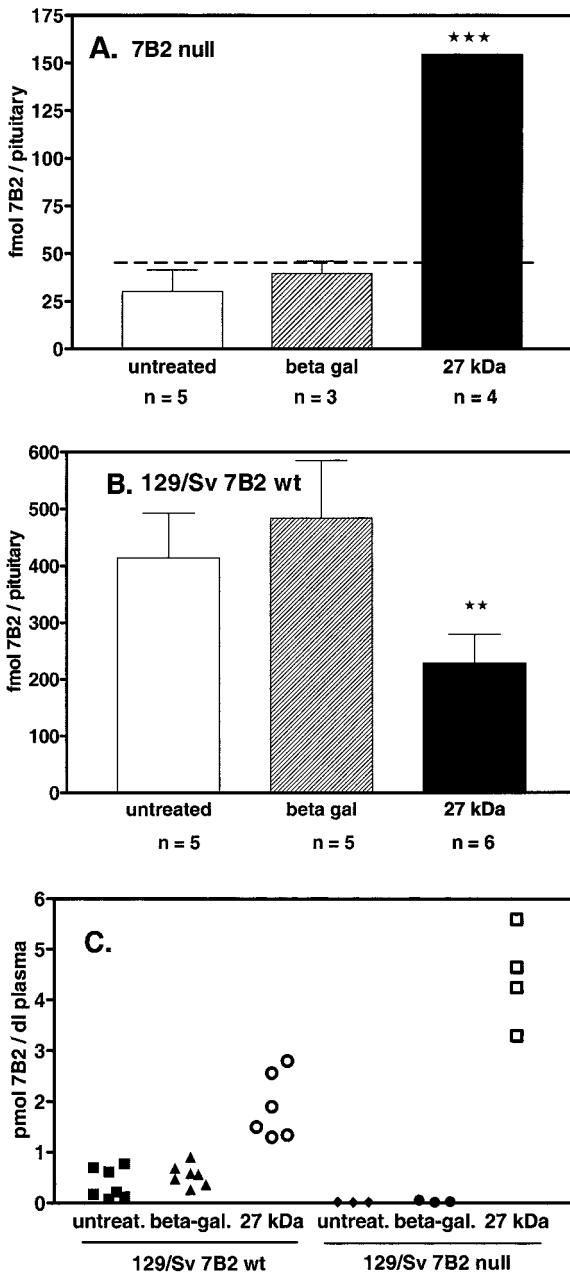 175
A. 7B2 null
★★★
150
125
100
75
50
25
0
fmol 7B2 / pituitary
untreated beta gal 27 kDa
n = 5 n = 3 n = 4
600
B. 129/Sv 7B2 wt
500
400
300
★★
200
100
0
fmol 7B2 / pituitary
untreated beta gal 27 kDa
n = 5 n = 5 n = 6
6
C.
5
4
3
2
1
0
pmol 7B2 / dl plasma
untreat. beta-gal. 27 kDa untreat. beta-gal. 27 kDa
129/Sv 7B2 wt 129/Sv 7B2 null